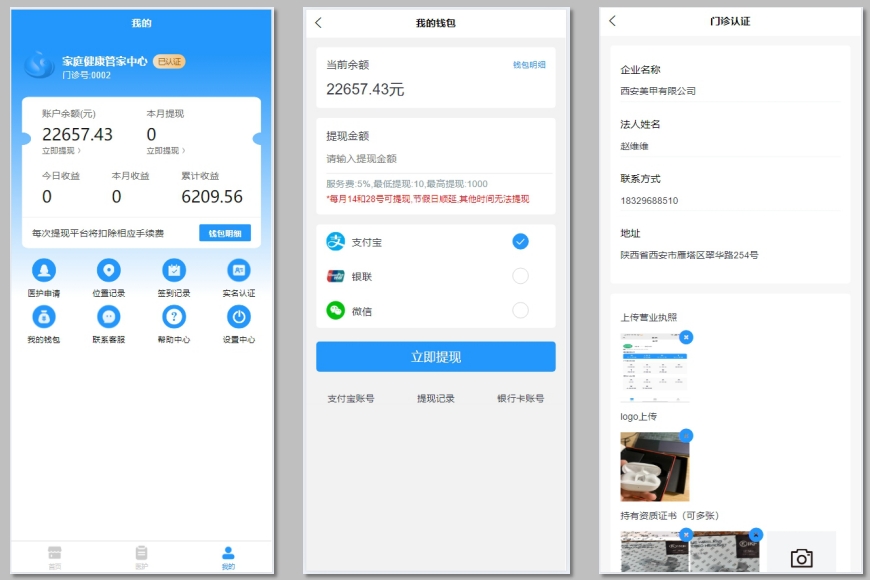 我的
家庭健康管家中心 已认证
门诊号:0002
账户余额(元) 本月提现
22657.43 0
立即提现 > 立即提现 >
今日收益 本月收益 累计收益
0 0 6209.56
每次提现平台将扣除相应手续费 钱包明细
医护申请 位置记录 签到记录 实名认证
我的钱包 联系客服 帮助中心 设置中心
首页 医护 我的
我的钱包
当前余额 钱包明细
22657.43元
提现金额
请输入提现金额
服务费:5%,最低提现:10,最高提现:1000
*每月14和28号可提现,节假日顺延,其他时间无法提现
支付宝
银联
微信
立即提现
支付宝账号 提现记录 银行卡账号
门诊认证
企业名称
西安美甲有限公司
法人姓名
赵维维
联系方式
18329688510
地址
陕西省西安市雁塔区翠华路254号
上传营业执照
logo上传
持有资质证书（可多张）